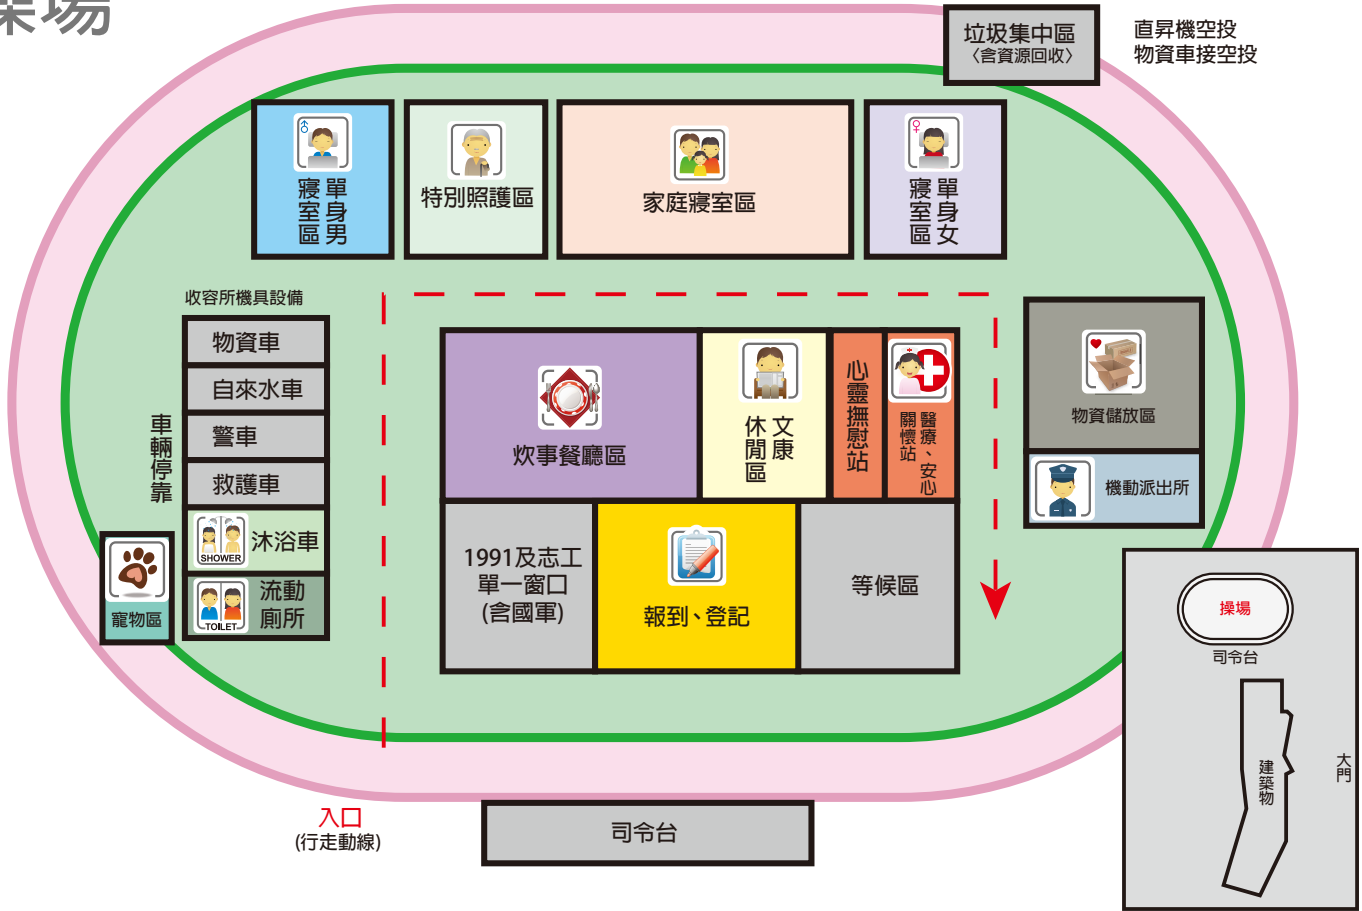 操場
垃圾集中區
〈含資源回收〉
直昇機空投
物資車接空投
單身男
寢室區
特別照護區
家庭寢室區
單身女
寢室區
收容所機具設備
物資車
自來水車
警車
救護車
SHOWER
沐浴車
TOILET
流動
廁所
車輛停靠
寵物區
炊事餐廳區
文康
休閒區
心靈撫慰站
醫療、安心
關懷站
1991及志工
單一窗口
(含國軍)
報到、登記
等候區
物資儲放區
機動派出所
入口
(行走動線)
司令台
操場
司令台
建築物
大門